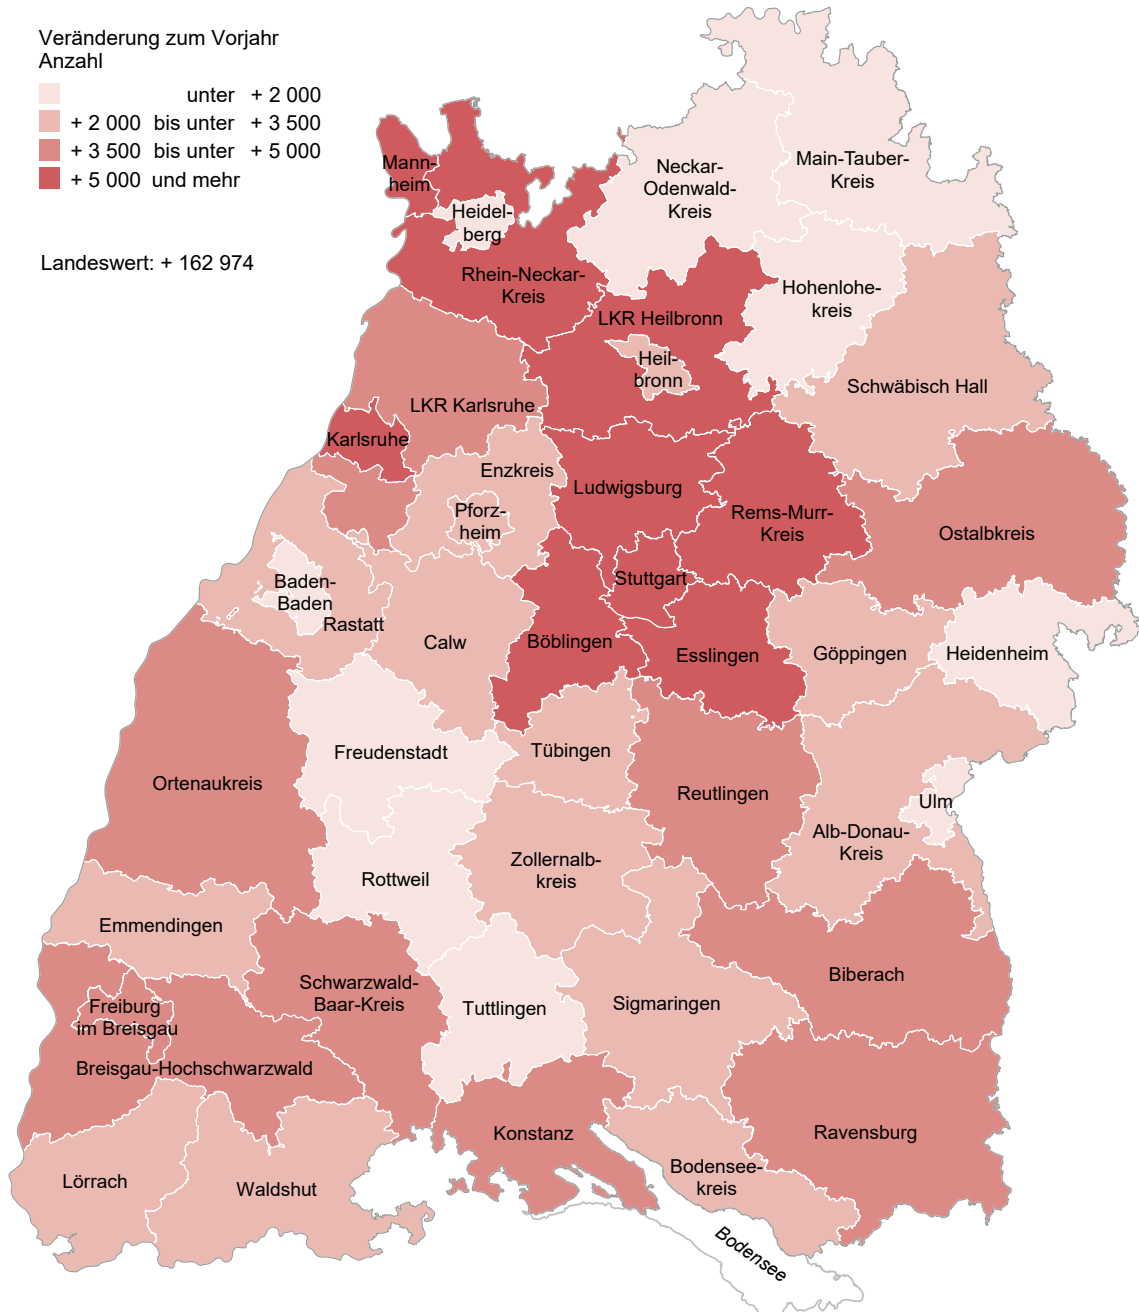 Veränderung zum Vorjahr
Anzahl
unter + 2 000
+ 2 000 bis unter + 3 500
+ 3 500 bis unter + 5 000
+ 5 000 und mehr
Landeswert: + 162 974
Mann-
heim
Heidel-
berg
Rhein-Neckar-
Kreis
Neckar-
Odenwald-
Kreis
Main-Tauber-
Kreis
Hohenlohe-
kreis
LKR Heilbronn
Heil-
bronn
Schwäbisch Hall
LKR Karlsruhe
Karlsruhe
Enzkreis
Pforz-
heim
Ludwigsburg
Rems-Murr-
Kreis
Ostalbkreis
Stuttgart
Baden-
Baden
Rastatt
Calw
Böblingen
Esslingen
Göppingen
Heidenheim
Freudenstadt
Tübingen
Ortenaukreis
Reutlingen
Ulm
Alb-Donau-
Kreis
Rottweil
Zollernalb-
kreis
Emmendingen
Biberach
Schwarzwald-
Baar-Kreis
Tuttlingen
Sigmaringen
Freiburg
im Breisgau
Breisgau-Hochschwarzwald
Konstanz
Ravensburg
Bodensee-
kreis
Lörrach
Waldshut
Bodensee